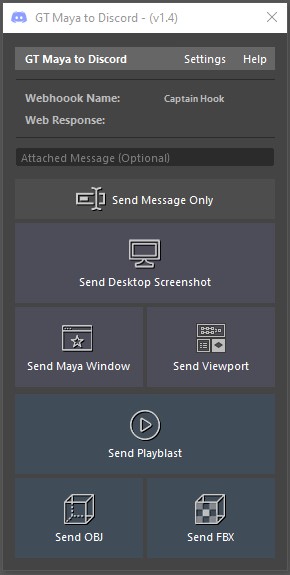 GT Maya to Discord - (v1.4)
GT Maya to Discord Settings Help
Webhoook Name: Captain Hook
Web Response:
Attached Message (Optional)
Send Message Only
Send Desktop Screenshot
Send Maya Window Send Viewport
Send Playblast
Send OBJ Send FBX